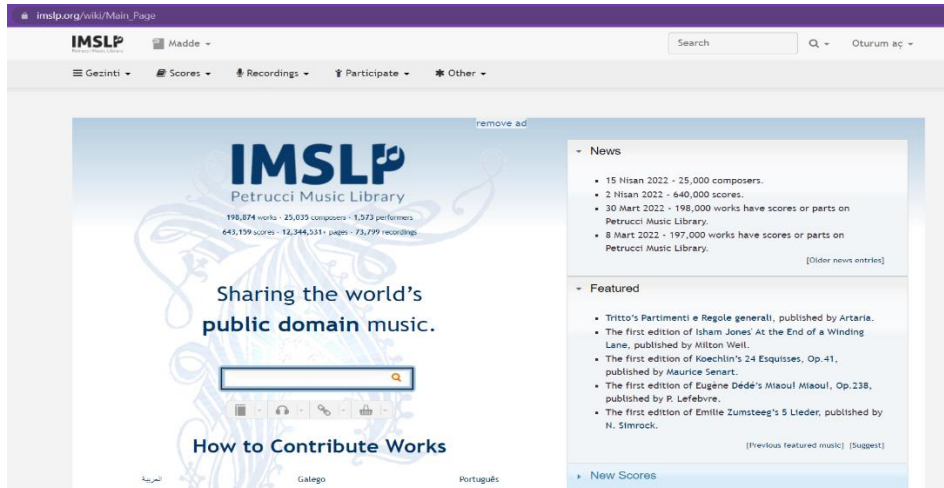 imslp.org/wiki/Main_Page
IMSLP
Petrucci Music Library
Madde
Search
Oturum aç
Gezinti
Scores
Recordings
Participate
Other
remove ad
IMSLP
Petrucci Music Library
198,874 works - 25,035 composers - 1,573 performers
643,159 scores - 12,344,531+ pages - 73,799 recordings
Sharing the world's
public domain music.
How to Contribute Works
العربية
Galego
Português
News
15 Nisan 2022 - 25,000 composers.
2 Nisan 2022 - 640,000 scores.
30 Mart 2022 - 198,000 works have scores or parts on
Petrucci Music Library.
8 Mart 2022 - 197,000 works have scores or parts on
Petrucci Music Library.
[Older news entries]
Featured
Tritto's Partimenti e Regole generali, published by Artaria.
The first edition of Isham Jones' At the End of a Winding
Lane, published by Milton Weil.
The first edition of Koechlin's 24 Esquisses, Op.41,
published by Maurice Senart.
The first edition of Eugène Dédé's Miaou! Miaou!, Op.238,
published by P. Lefebvre.
The first edition of Emilie Zumsteeg's 5 Lieder, published by
N. Simrock.
[Previous featured music] [Suggest]
New Scores